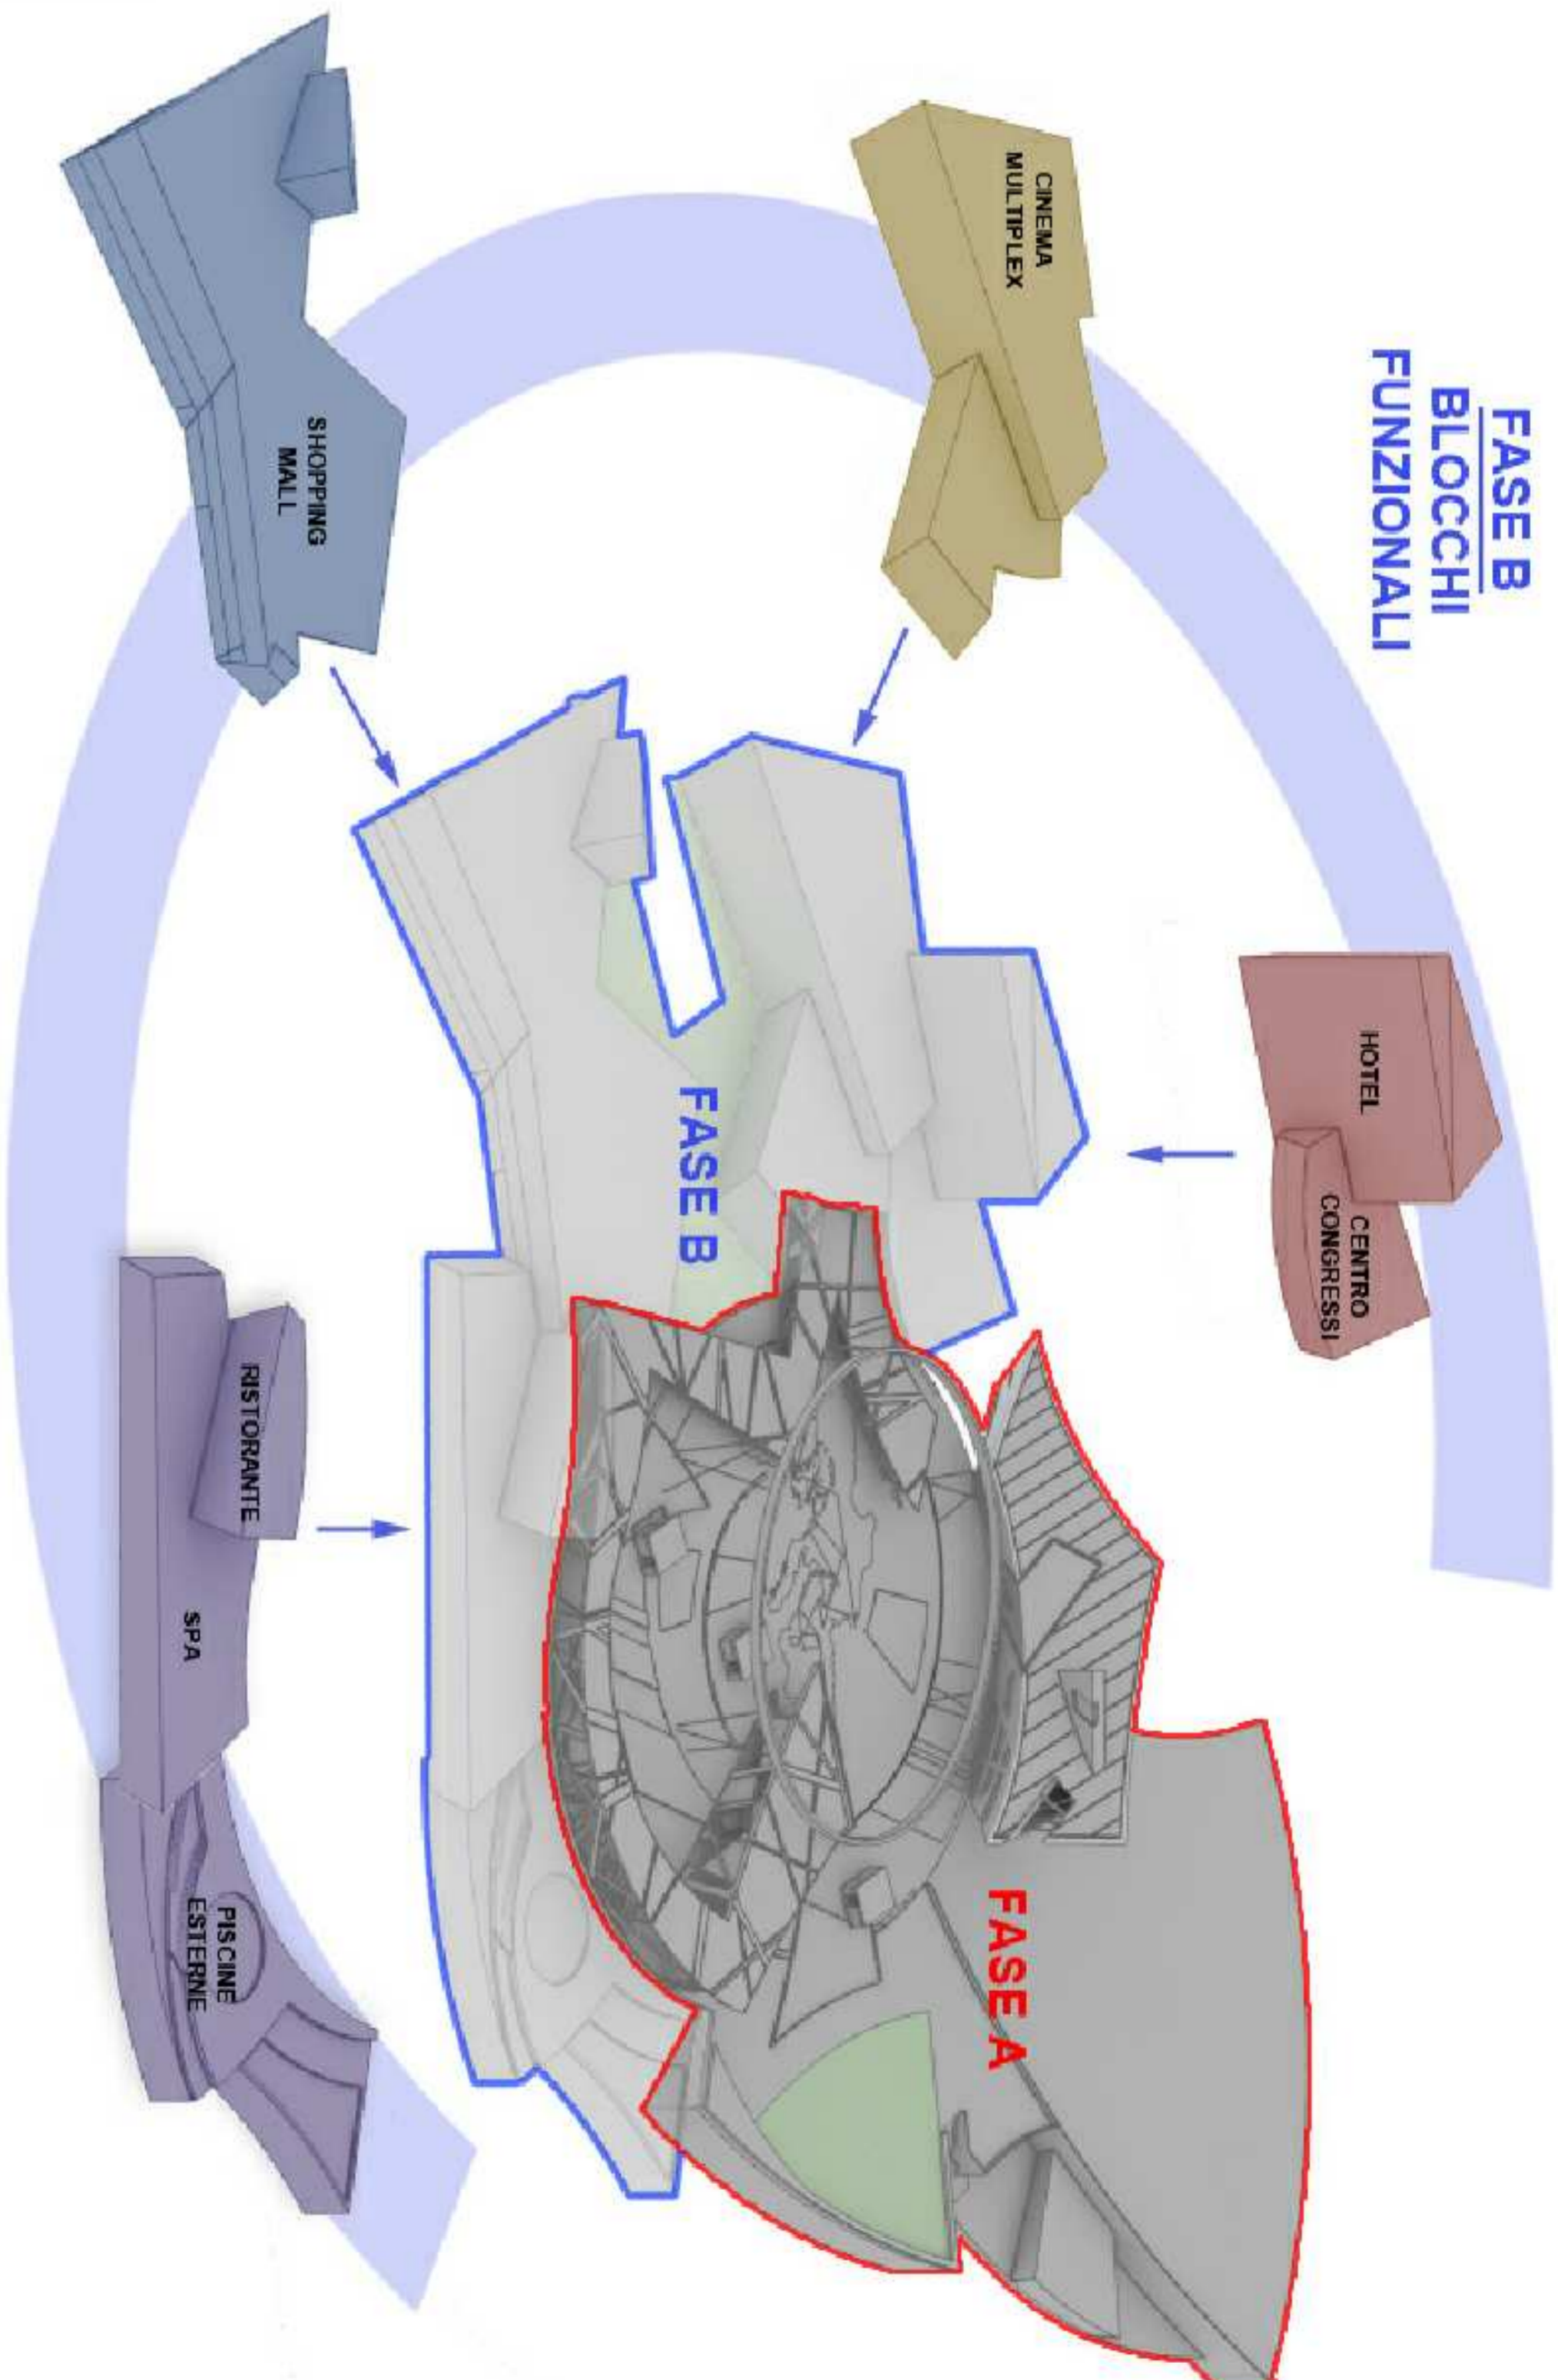 FASE B
BLOCCHI
FUNZIONALI
CINEMA
MULTIPLEX
SHOPPING
MALL
HOTEL
CENTRO
CONGRESSI
FASE B
RISTORANTE
SPA
PISCINE
ESTERNE
FASE A